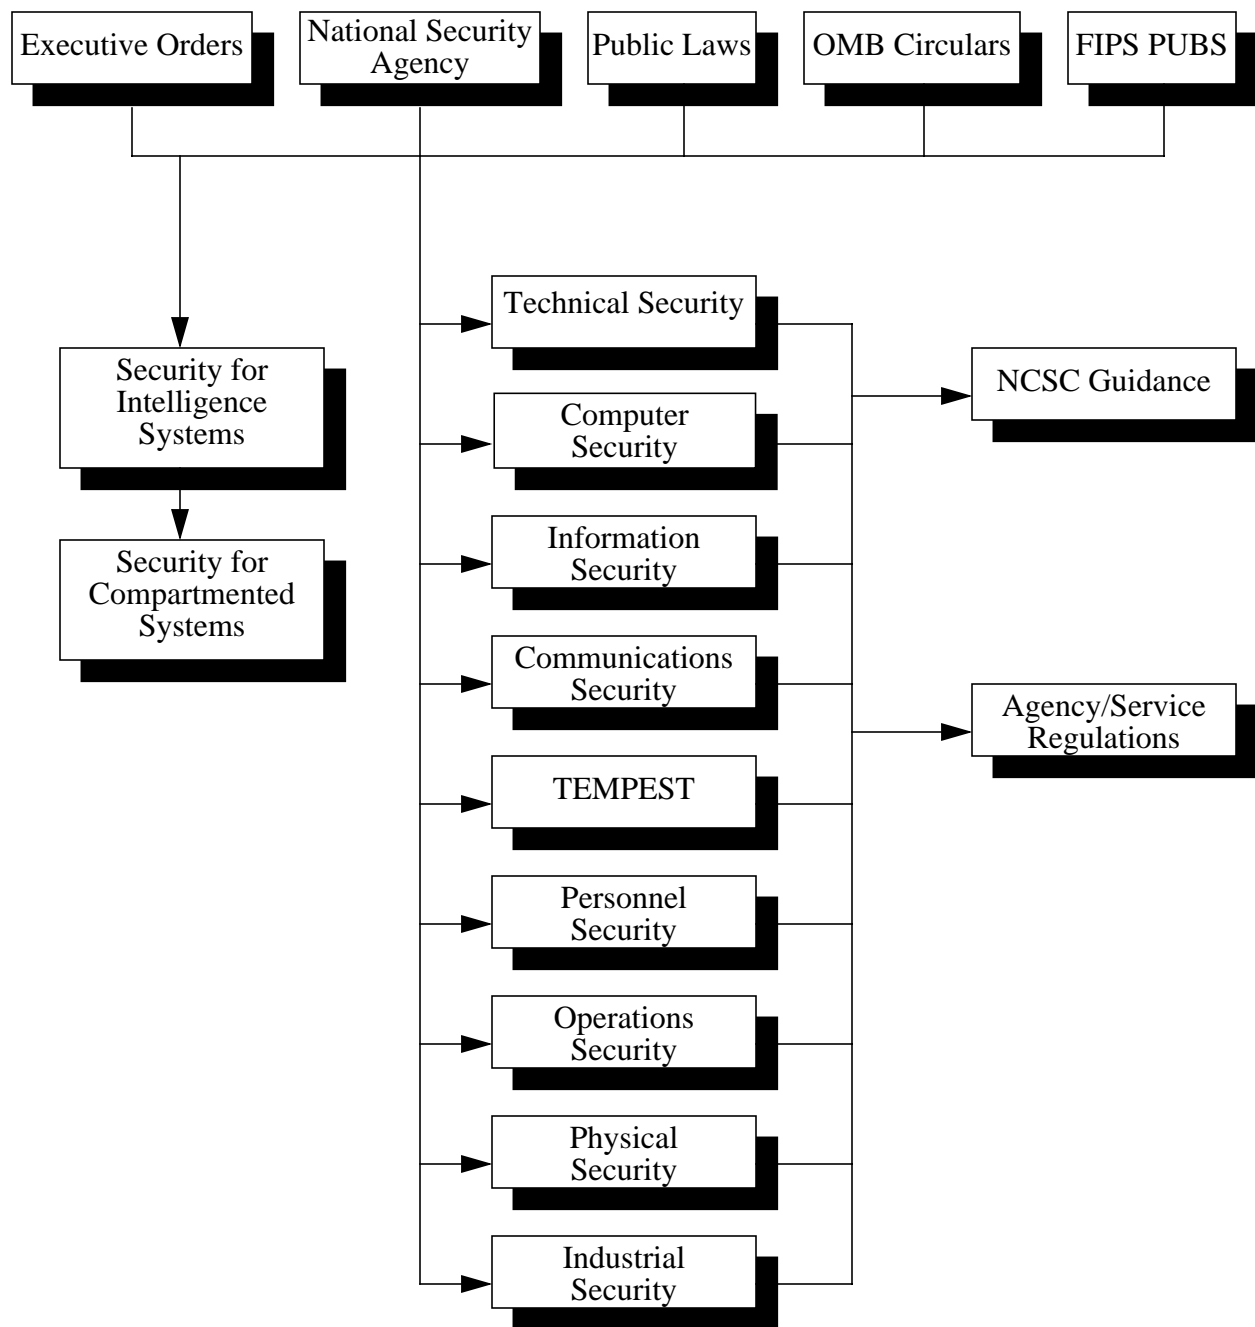 Executive Orders
National Security
Agency
Public Laws
OMB Circulars
FIPS PUBS
Technical Security
Security for
Intelligence
Systems
NCSC Guidance
Computer
Security
Information
Security
Security for
Compartmented
Systems
Communications
Security
Agency/Service
Regulations
TEMPEST
Personnel
Security
Operations
Security
Physical
Security
Industrial
Security